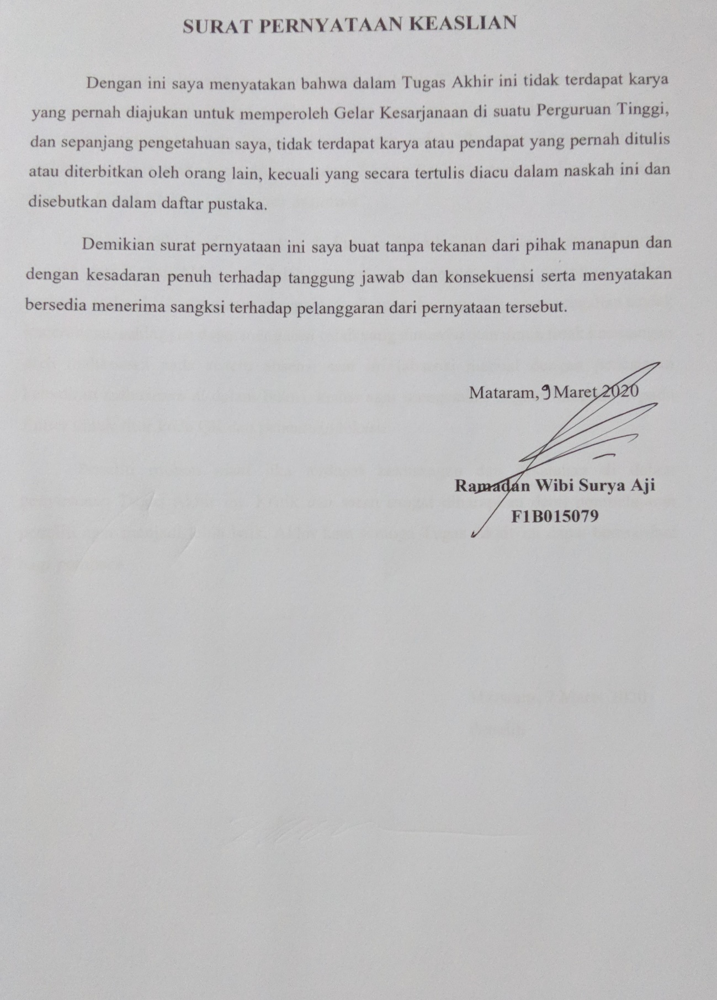 SURAT PERNYATAAN KEASLIAN
Dengan ini saya menyatakan bahwa dalam Tugas Akhir ini tidak terdapat karya
yang pernah diajukan untuk memperoleh Gelar Kesarjanaan di suatu Perguruan Tinggi,
dan sepanjang pengetahuan saya, tidak terdapat karya atau pendapat yang pernah ditulis
atau diterbitkan oleh orang lain, kecuali yang secara tertulis diacu dalam naskah ini dan
disebutkan dalam daftar pustaka.
Demikian surat pernyataan ini saya buat tanpa tekanan dari pihak manapun dan
dengan kesadaran penuh terhadap tanggung jawab dan konsekuensi serta menyatakan
bersedia menerima sangksi terhadap pelanggaran dari pernyataan tersebut.
Mataram, 9 Maret 2020
Ramadan Wibi Surya Aji
F1B015079